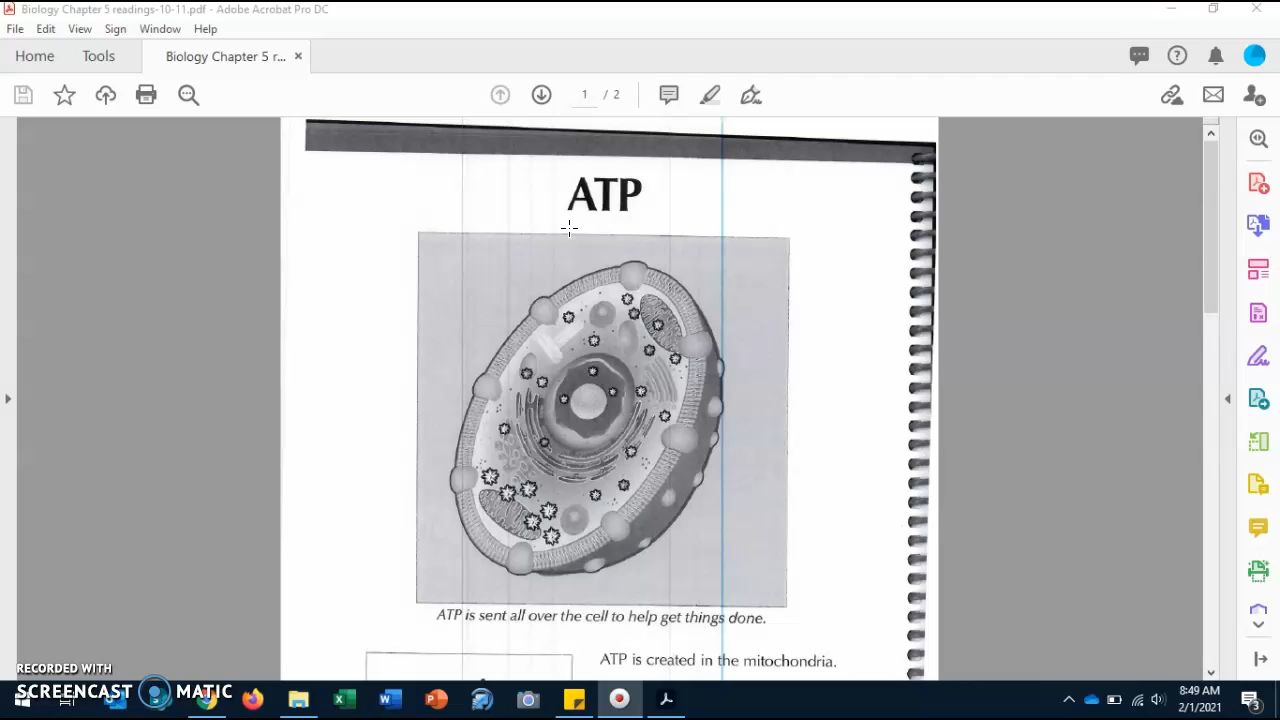 Biology Chapter 5 readings-10-11.pdf - Adobe Acrobat Pro DC
File Edit View Sign Window Help
Home Tools Biology Chapter 5 r... ×
1 / 2
ATP
ATP is sent all over the cell to help get things done.
ATP is created in the mitochondria.
RECORDED WITH
SCREENCAST MATIC
8:49 AM
2/1/2021
3